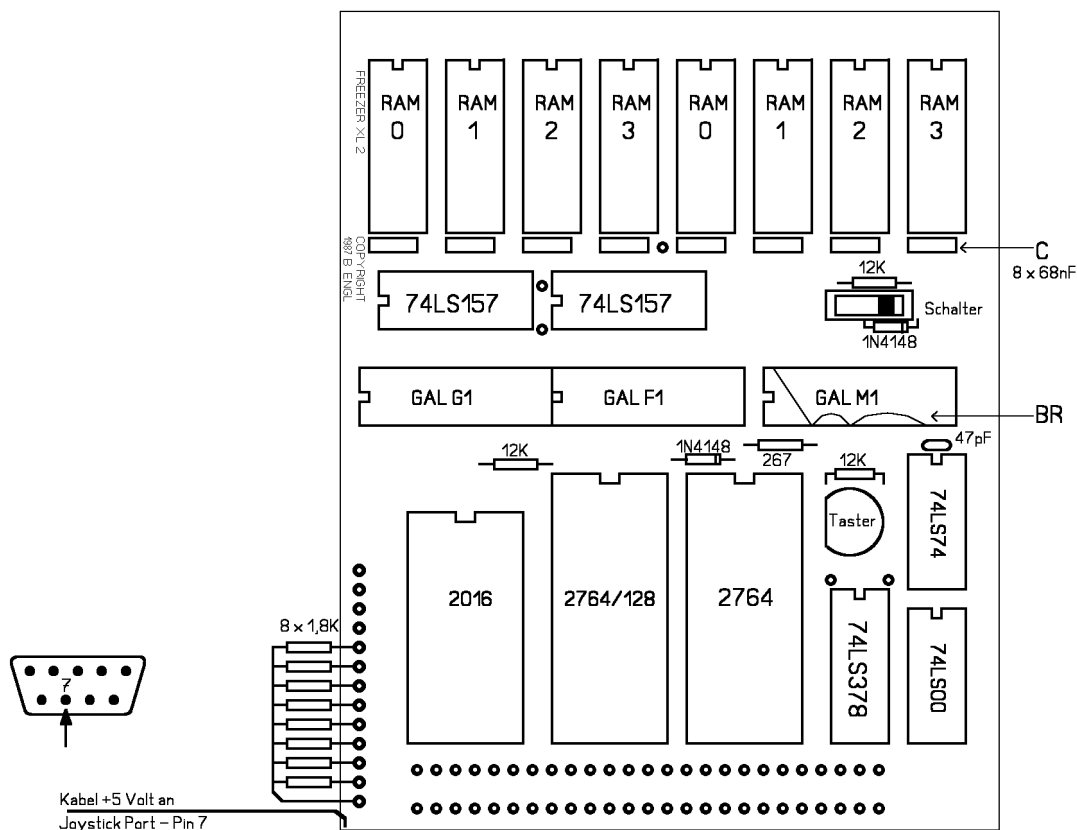 FREEZER XL 2
RAM
0
RAM
1
RAM
2
RAM
3
RAM
0
RAM
1
RAM
2
RAM
3
COPYRIGHT
1987 B. ENGL
C
8 x 68nF
12K
74LS157
74LS157
Schalter
1N4148
GAL G1
GAL F1
GAL M1
BR
47pF
12K
1N4148
267
12K
Taster
74LS74
2016
2764/128
2764
74LS378
74LS00
8 x 1,8K
7
Kabel +5 Volt an
Joystick Port - Pin 7